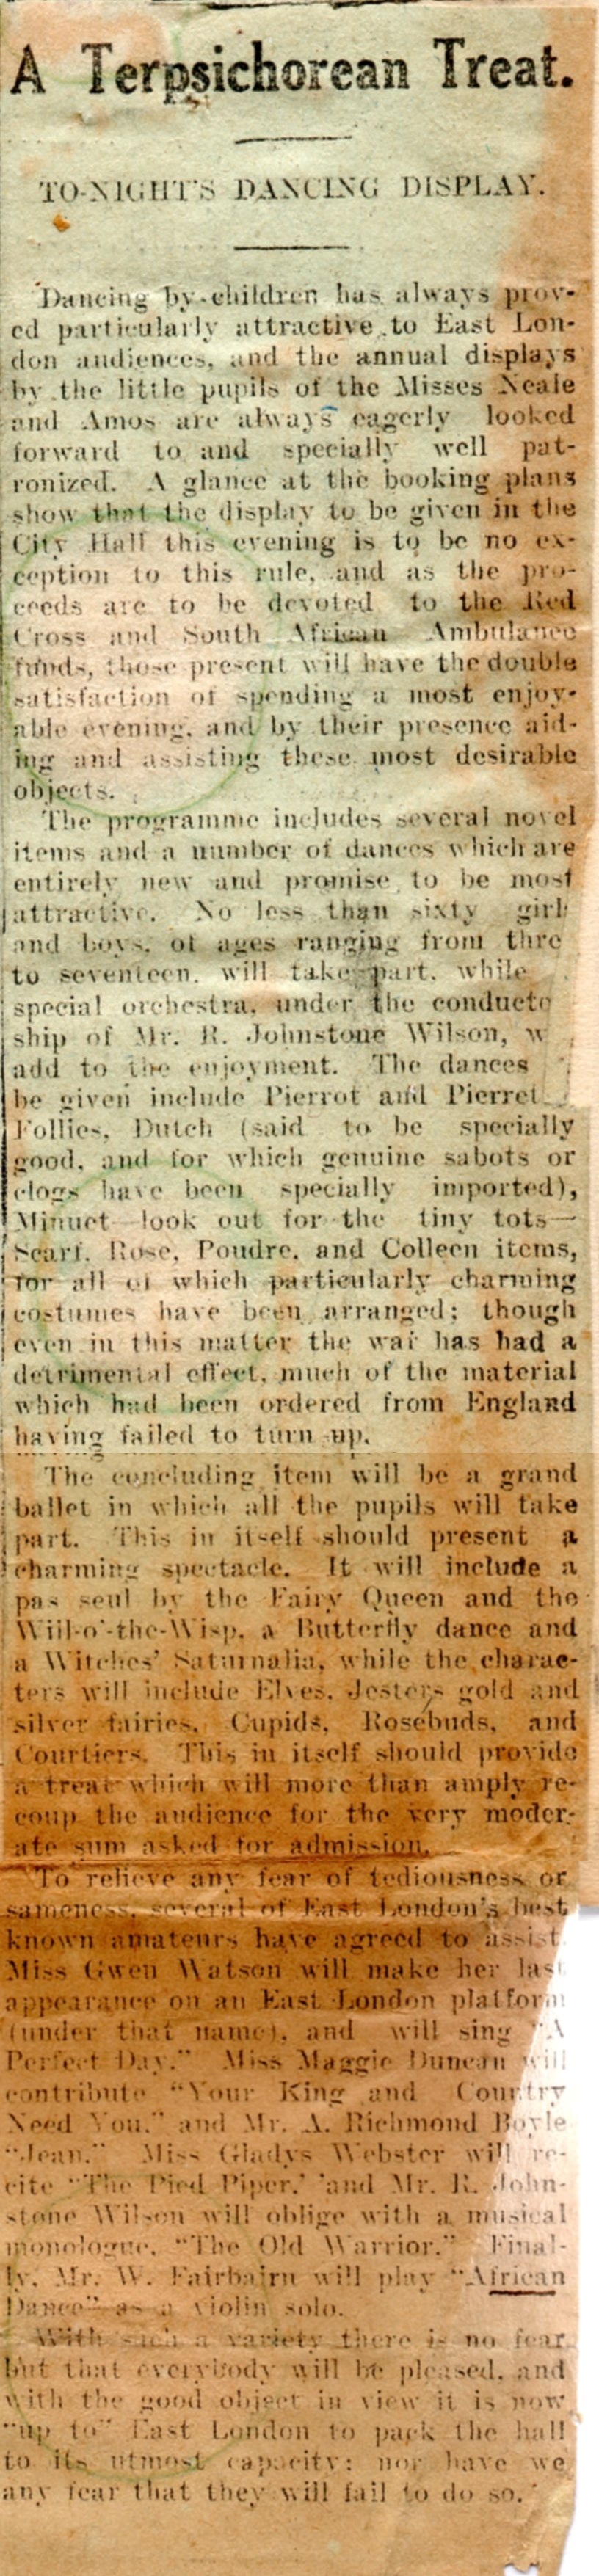 A Terpsichorean Treat.
TO-NIGHT'S DANCING DISPLAY.
Dancing by children has always prov-
ed particularly attractive to East Lon-
don audiences, and the annual displays
by the little pupils of the Misses Neale
and Amos are always eagerly looked
forward to and specially well pat-
ronized. A glance at the booking plans
show that the display to be given in the
City Hall this evening is to be no ex-
ception to this rule, and as the pro-
ceeds are to be devoted to the Red
Cross and South African Ambulance
funds, those present will have the double
satisfaction of spending a most enjoy-
able evening, and by their presence aid-
ing and assisting these most desirable
objects.
The programme includes several novel
items and a number of dances which are
entirely new and promise to be most
attractive. No less than sixty girl
and boys, of ages ranging from thre
to seventeen, will take part, while
special orchestra, under the conducto
ship of Mr. R. Johnstone Wilson, w
add to the enjoyment. The dances
be given include Pierrot and Pierret
Follies, Dutch (said to be specially
good, and for which genuine sabots or
clogs have been specially imported),
Minuet—look out for the tiny tots—
Scarf, Rose, Poudre, and Colleen items,
for all of which particularly charming
costumes have been arranged; though
even in this matter the war has had a
detrimental effect, much of the material
which had been ordered from England
having failed to turn up.
The concluding item will be a grand
ballet in which all the pupils will take
part. This in itself should present a
charming spectacle. It will include a
pas seul by the Fairy Queen and the
Will-o'-the-Wisp, a Butterfly dance and
a Witches' Saturnalia, while the charac-
ters will include Elves, Jesters gold and
silver fairies, Cupids, Rosebuds, and
Courtiers. This in itself should provide
a treat which will more than amply re-
coup the audience for the very moder-
ate sum asked for admission.
To relieve any fear of tediousness or
sameness, several of East London's best
known amateurs have agreed to assist.
Miss Gwen Watson will make her last
appearance on an East London platform
(under that name), and will sing "A
Perfect Day." Miss Maggie Duncan will
contribute "Your King and Country
Need You," and Mr. A. Richmond Boyle
"Jean." Miss Gladys Webster will re-
cite "The Pied Piper,' 'and Mr. R. John-
stone Wilson will oblige with a musical
monologue, "The Old Warrior." Final-
ly, Mr. W. Fairbairn will play "African
Dance" as a violin solo.
With such a variety there is no fear
but that everybody will be pleased, and
with the good object in view it is now
"up to" East London to pack the hall
to its utmost capacity; nor have we
any fear that they will fail to do so.